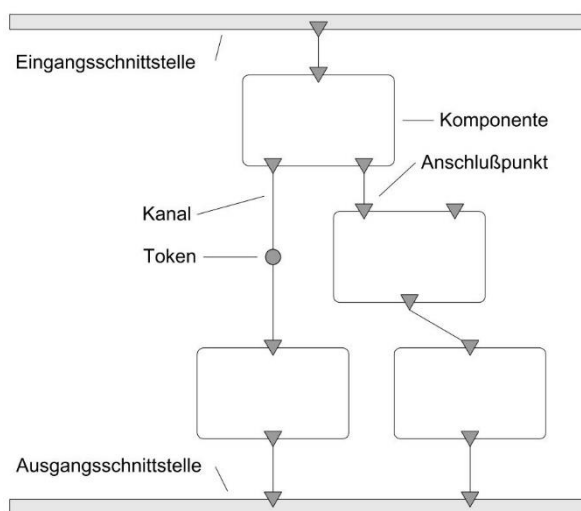 Eingangsschnittstelle
Komponente
Anschlußpunkt
Kanal
Token
Ausgangsschnittstelle